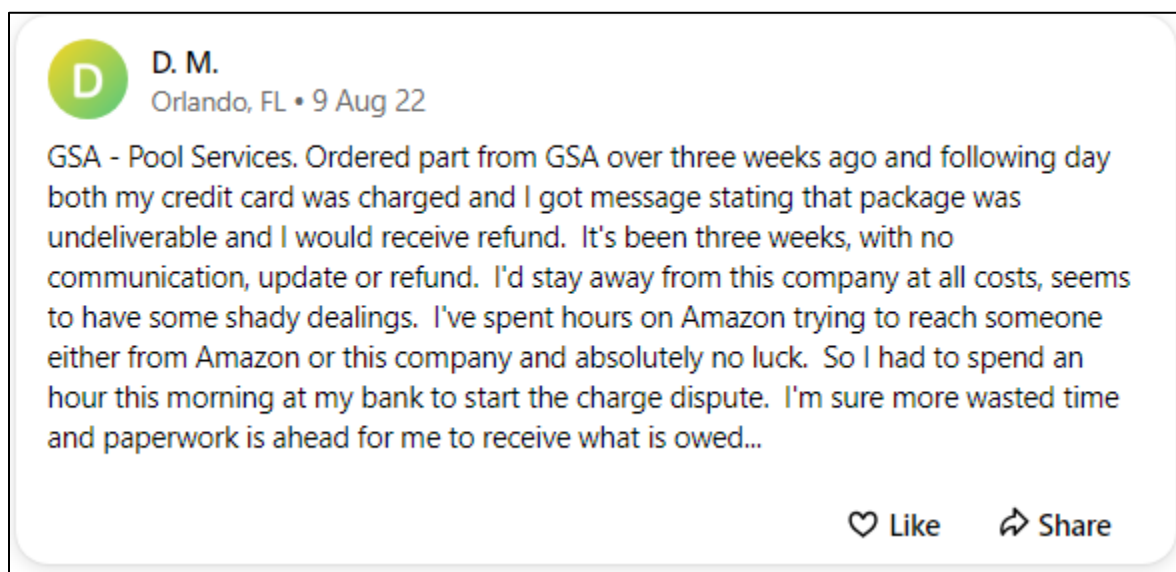 D
D. M.
Orlando, FL • 9 Aug 22
GSA - Pool Services. Ordered part from GSA over three weeks ago and following day
both my credit card was charged and I got message stating that package was
undeliverable and I would receive refund.  It's been three weeks, with no
communication, update or refund.  I'd stay away from this company at all costs, seems
to have some shady dealings.  I've spent hours on Amazon trying to reach someone
either from Amazon or this company and absolutely no luck.  So I had to spend an
hour this morning at my bank to start the charge dispute.  I'm sure more wasted time
and paperwork is ahead for me to receive what is owed...
Like Share